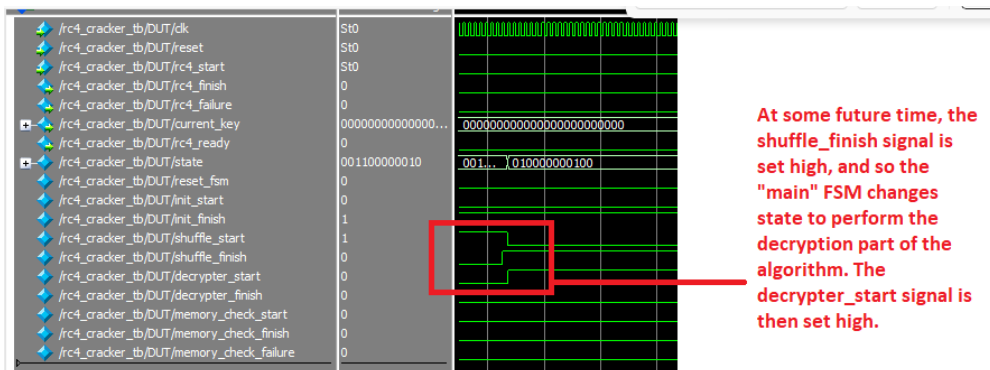 /rc4_cracker_tb/DUT/clk St0
/rc4_cracker_tb/DUT/reset St0
/rc4_cracker_tb/DUT/rc4_start St0
/rc4_cracker_tb/DUT/rc4_finish 0
/rc4_cracker_tb/DUT/rc4_failure 0
/rc4_cracker_tb/DUT/current_key 00000000000000... 000000000000000000000000
/rc4_cracker_tb/DUT/rc4_ready 0
/rc4_cracker_tb/DUT/state 001100000010 001... 010000000100
/rc4_cracker_tb/DUT/reset_fsm 0
/rc4_cracker_tb/DUT/init_start 0
/rc4_cracker_tb/DUT/init_finish 1
/rc4_cracker_tb/DUT/shuffle_start 1
/rc4_cracker_tb/DUT/shuffle_finish 0
/rc4_cracker_tb/DUT/decrypter_start 0
/rc4_cracker_tb/DUT/decrypter_finish 0
/rc4_cracker_tb/DUT/memory_check_start 0
/rc4_cracker_tb/DUT/memory_check_finish 0
/rc4_cracker_tb/DUT/memory_check_failure 0
At some future time, the
shuffle_finish signal is
set high, and so the
"main" FSM changes
state to perform the
decryption part of the
algorithm. The
decrypter_start signal is
then set high.